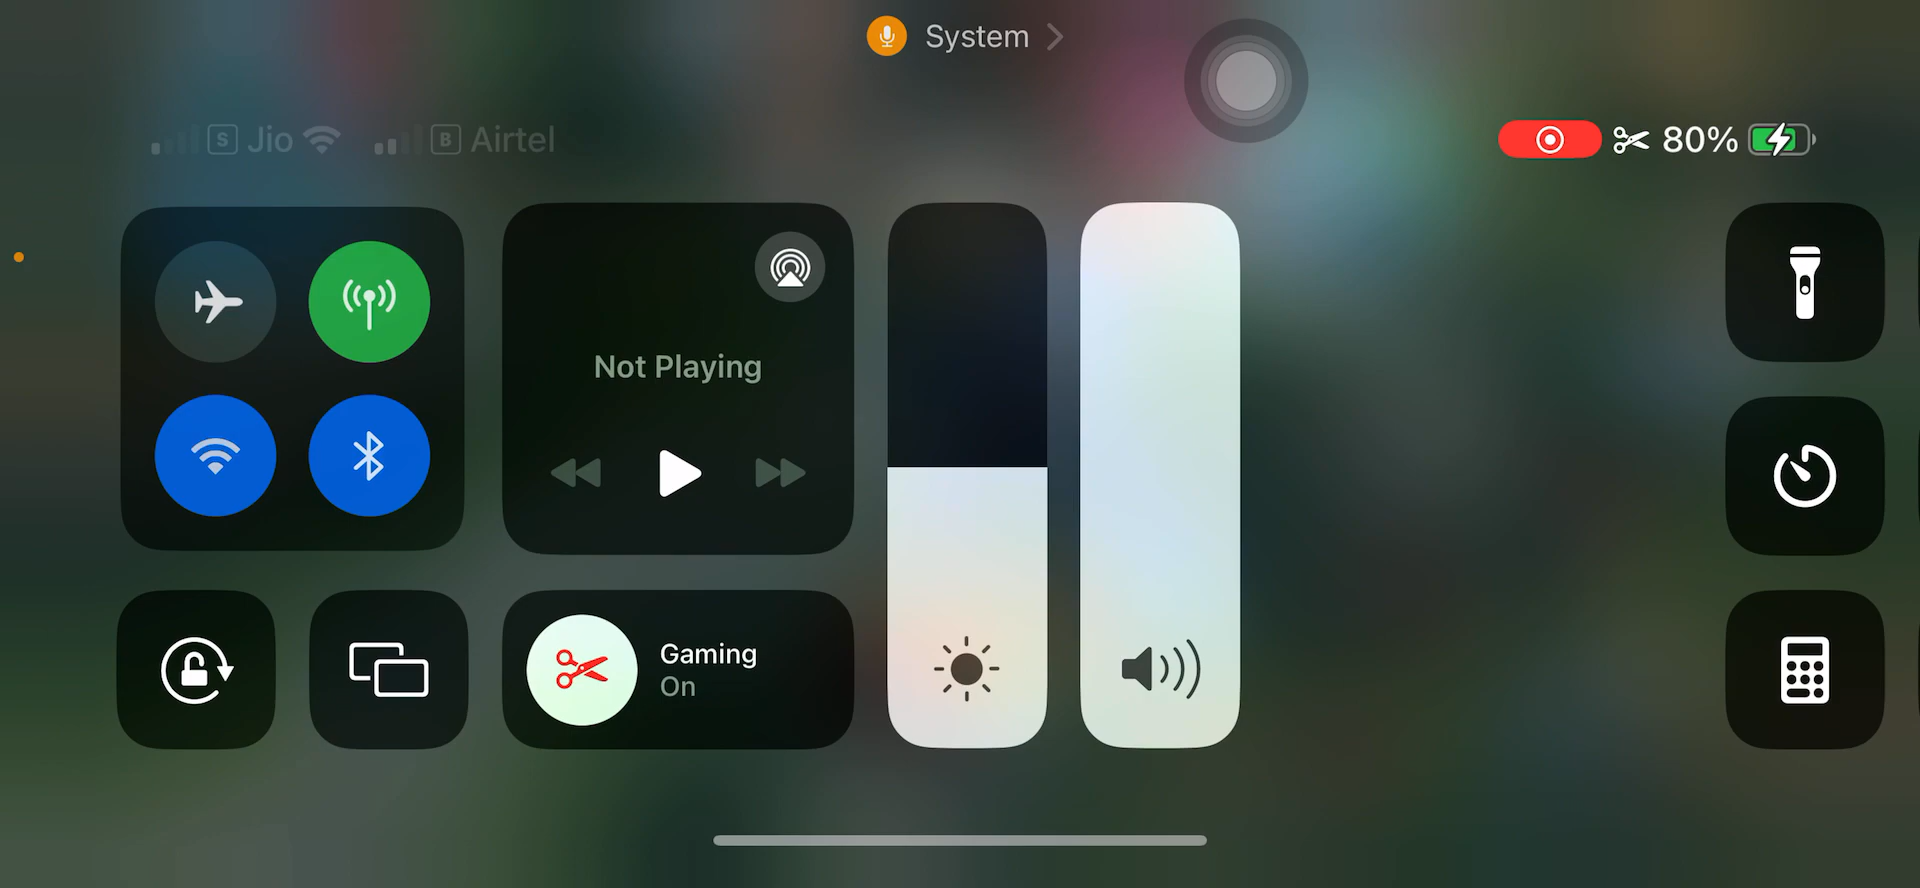 System
S Jio B Airtel 80%
Not Playing
Gaming
On